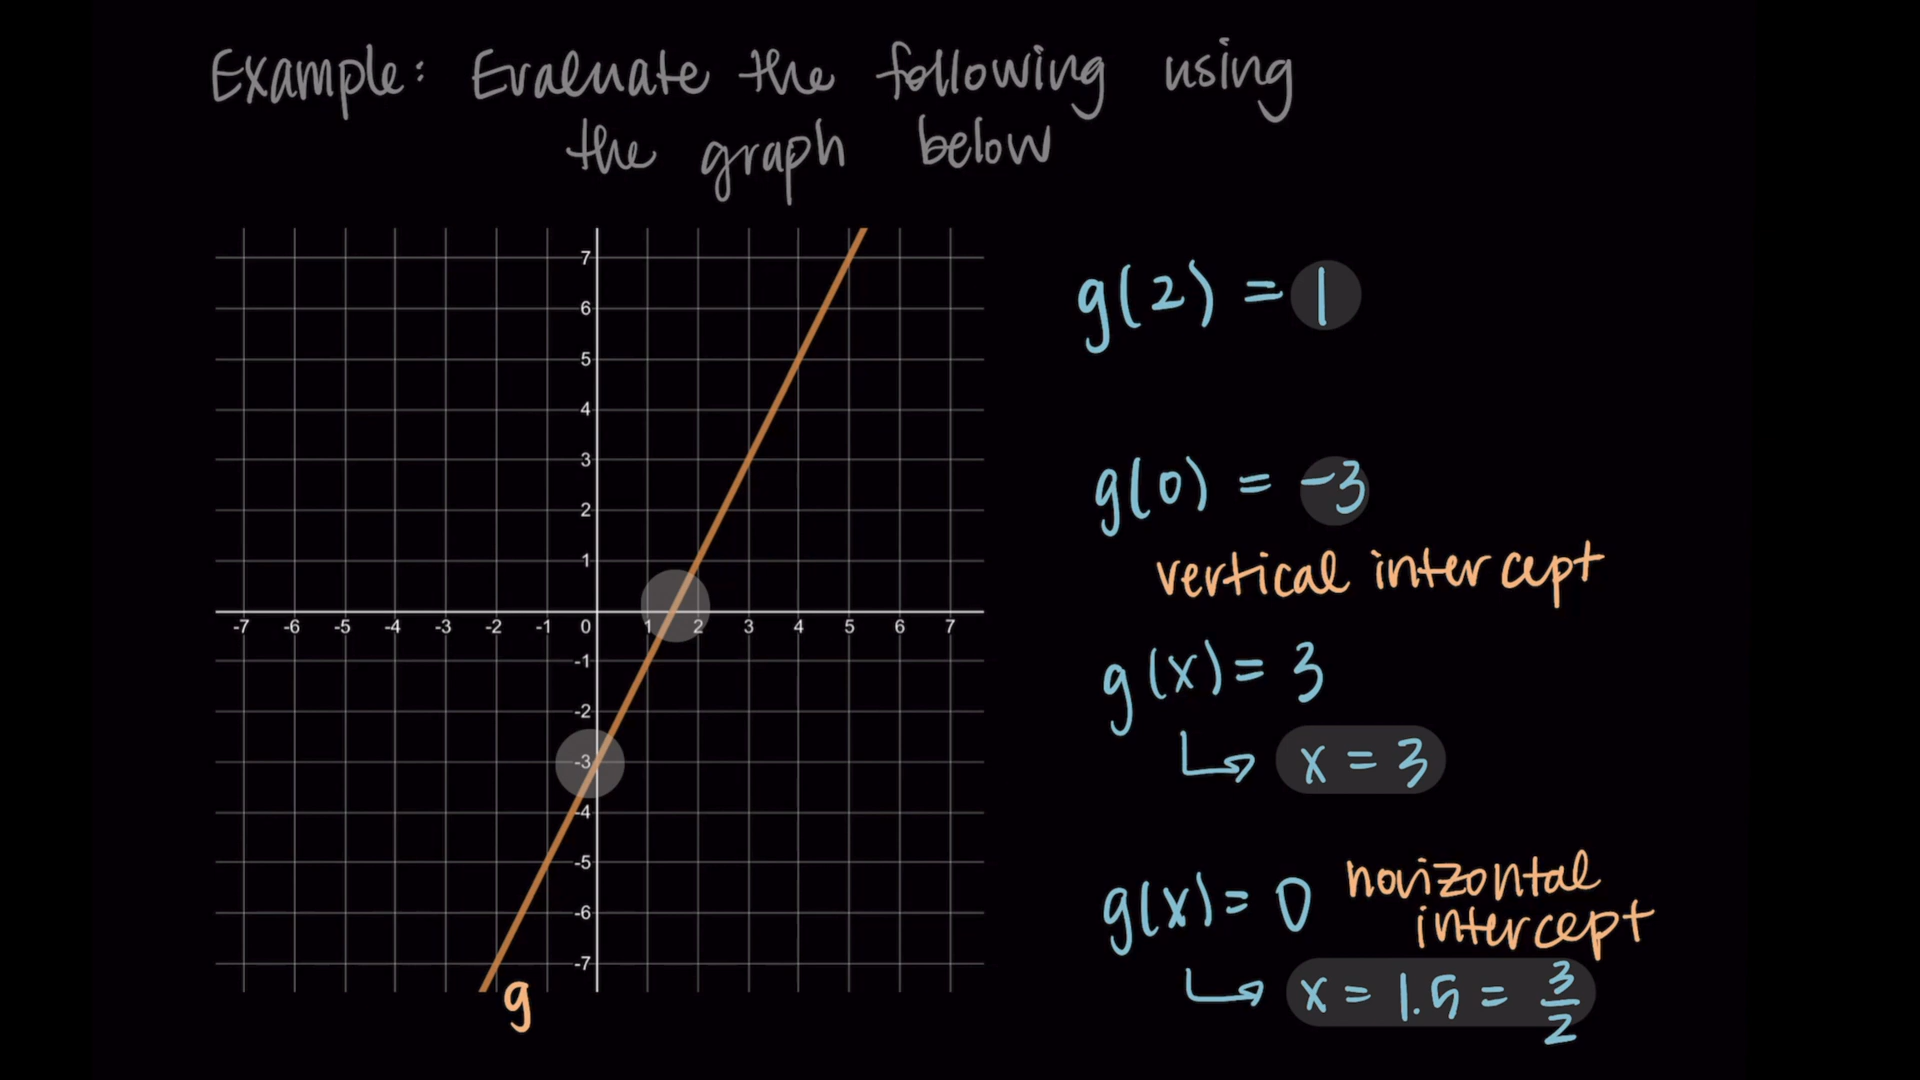 Example: Evaluate the following using
the graph below
7
6
5
4
3
2
1
-7 -6 -5 -4 -3 -2 -1 0 1 2 3 4 5 6 7
-1
-2
-3
-4
-5
-6
-7
g
g(2) = 1
g(0) = -3
vertical intercept
g(x) = 3
↳ x = 3
g(x) = 0 horizontal
intercept
↳ x = 1.5 = 3/2